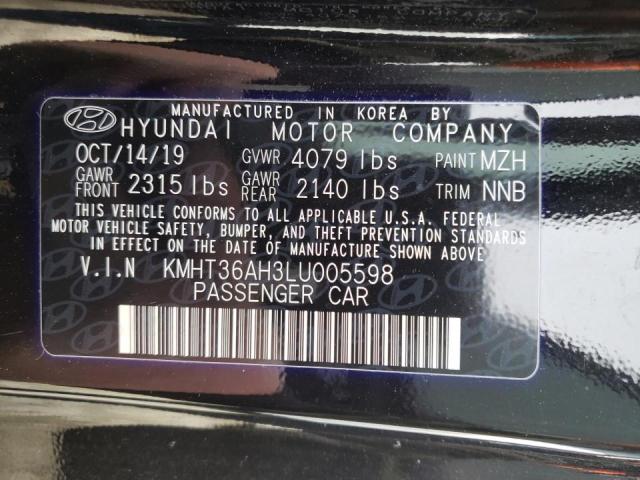 MANUFACTURED IN KOREA BY
HYUNDAI MOTOR COMPANY
OCT/14/19 GVWR 4079 lbs PAINT MZH
GAWR FRONT 2315 lbs GAWR REAR 2140 lbs TRIM NNB
THIS VEHICLE CONFORMS TO ALL APPLICABLE U.S.A. FEDERAL
MOTOR VEHICLE SAFETY, BUMPER, AND THEFT PREVENTION STANDARDS
IN EFFECT ON THE DATE OF MANUFACTURE SHOWN ABOVE
V.I.N KMHT36AH3LU005598
PASSENGER CAR